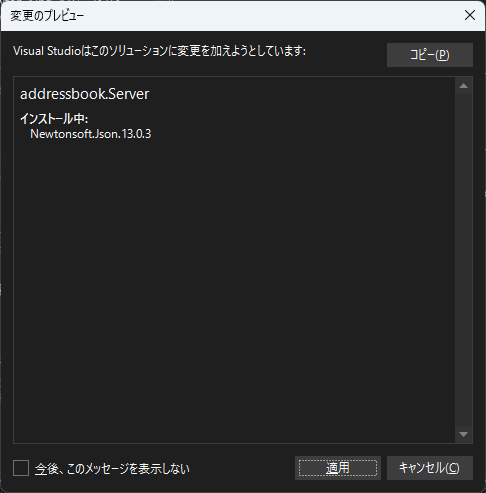 変更のプレビュー
Visual Studioはこのソリューションに変更を加えようとしています:
コピー(P)
addressbook.Server
インストール中:
Newtonsoft.Json.13.0.3
今後、このメッセージを表示しない
適用
キャンセル(C)